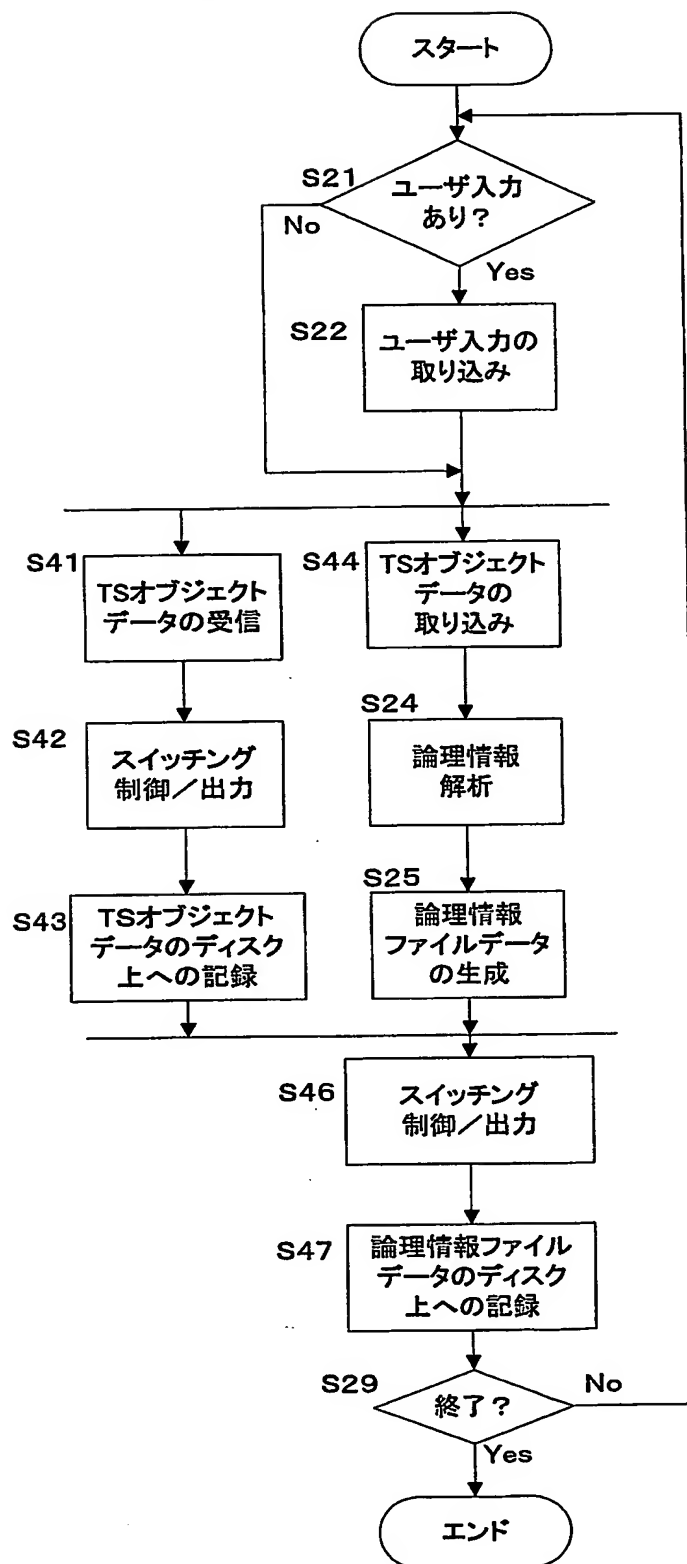 スタート
S21
ユーザ入力
あり？
No
Yes
S22
ユーザ入力の
取り込み
S41
TSオブジェクト
データの受信
S42
スイッチング
制御／出力
S43
TSオブジェクト
データのディスク
上への記録
S44
TSオブジェクト
データの
取り込み
S24
論理情報
解析
S25
論理情報
ファイルデータ
の生成
S46
スイッチング
制御／出力
S47
論理情報ファイル
データのディスク
上への記録
S29
終了？
No
Yes
エンド